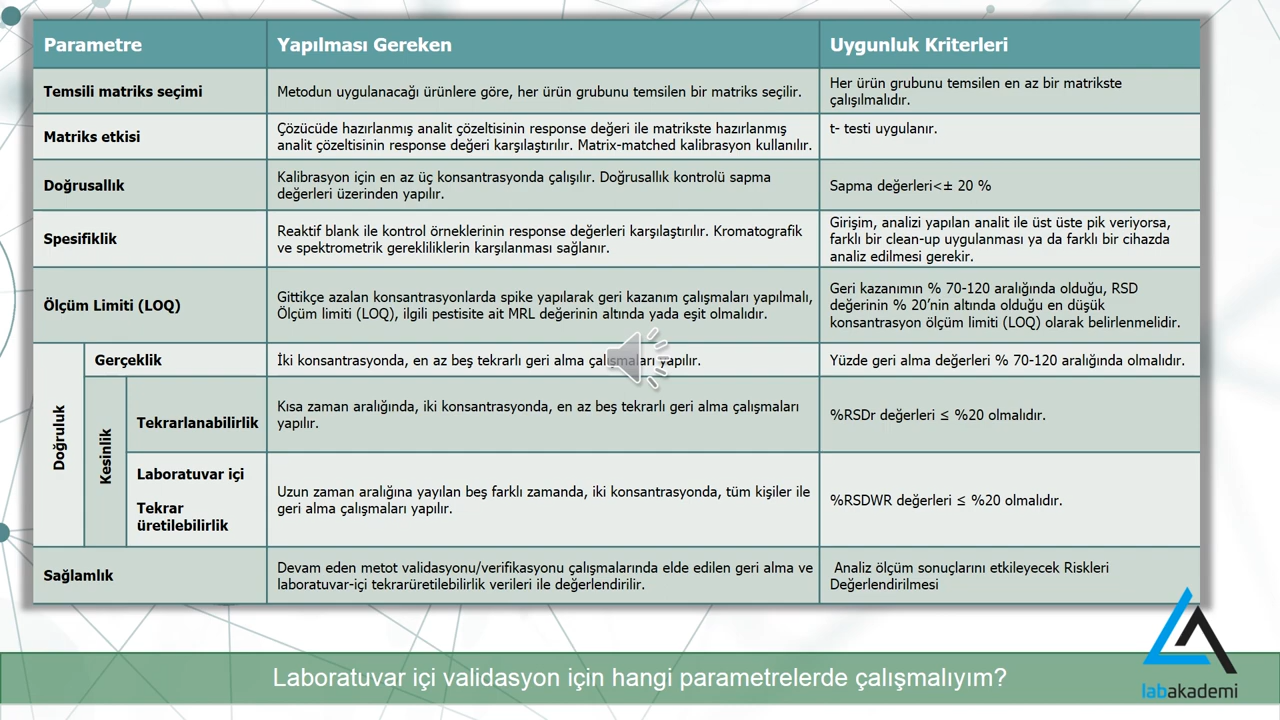 Parametre
Yapılması Gereken
Uygunluk Kriterleri
Temsili matriks seçimi
Metodun uygulanacağı ürünlere göre, her ürün grubunu temsilen bir matriks seçilir.
Her ürün grubunu temsilen en az bir matrikste
çalışılmalıdır.
Matriks etkisi
Çözücüde hazırlanmış analit çözeltisinin response değeri ile matrikste hazırlanmış
analit çözeltisinin response değeri karşılaştırılır. Matrix-matched kalibrasyon kullanılır.
t- testi uygulanır.
Doğrusallık
Kalibrasyon için en az üç konsantrasyonda çalışılır. Doğrusallık kontrolü sapma
değerleri üzerinden yapılır.
Sapma değerleri<± 20 %
Spesifiklik
Reaktif blank ile kontrol örneklerinin response değerleri karşılaştırılır. Kromatografik
ve spektrometrik gerekliliklerin karşılanması sağlanır.
Girişim, analizi yapılan analit ile üst üste pik veriyorsa,
farklı bir clean-up uygulanması ya da farklı bir cihazda
analiz edilmesi gerekir.
Ölçüm Limiti (LOQ)
Gittikçe azalan konsantrasyonlarda spike yapılarak geri kazanım çalışmaları yapılmalı,
Ölçüm limiti (LOQ), ilgili pestisite ait MRL değerinin altında yada eşit olmalıdır.
Geri kazanımın % 70-120 aralığında olduğu, RSD
değerinin % 20’nin altında olduğu en düşük
konsantrasyon ölçüm limiti (LOQ) olarak belirlenmelidir.
Doğruluk
Gerçeklik
İki konsantrasyonda, en az beş tekrarlı geri alma çalışmaları yapılır.
Yüzde geri alma değerleri % 70-120 aralığında olmalıdır.
Kesinlik
Tekrarlanabilirlik
Kısa zaman aralığında, iki konsantrasyonda, en az beş tekrarlı geri alma çalışmaları
yapılır.
%RSDr değerleri ≤ %20 olmalıdır.
Laboratuvar içi
Tekrar
üretilebilirlik
Uzun zaman aralığına yayılan beş farklı zamanda, iki konsantrasyonda, tüm kişiler ile
geri alma çalışmaları yapılır.
%RSDWR değerleri ≤ %20 olmalıdır.
Sağlamlık
Devam eden metot validasyonu/verifikasyonu çalışmalarında elde edilen geri alma ve
laboratuvar-içi tekrarüretilebilirlik verileri ile değerlendirilir.
Analiz ölçüm sonuçlarını etkileyecek Riskleri
Değerlendirilmesi
Laboratuvar içi validasyon için hangi parametrelerde çalışmalıyım?
labakademi